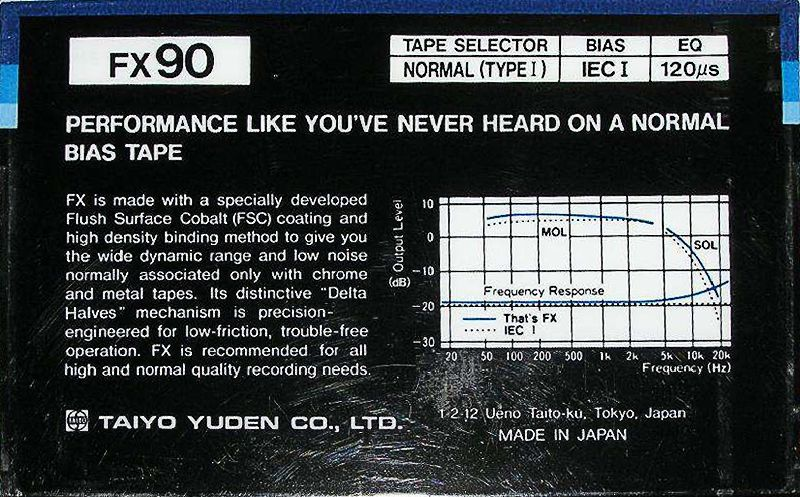 FX90
TAPE SELECTOR BIAS EQ
NORMAL (TYPE I) IEC I 120µs
PERFORMANCE LIKE YOU'VE NEVER HEARD ON A NORMAL
BIAS TAPE
FX is made with a specially developed
Flush Surface Cobalt (FSC) coating and
high density binding method to give you
the wide dynamic range and low noise
normally associated only with chrome
and metal tapes. Its distinctive "Delta
Halves" mechanism is precision-
engineered for low-friction, trouble-free
operation. FX is recommended for all
high and normal quality recording needs.
Output Level
(dB)
10
0
-10
-20
-30
MOL
SOL
Frequency Response
That's FX
IEC I
20 50 100 200 500 1k 2k 5k 10k 20k
Frequency (Hz)
TAIYO YUDEN CO., LTD.
1-2-12 Ueno Taito-ku, Tokyo, Japan
MADE IN JAPAN